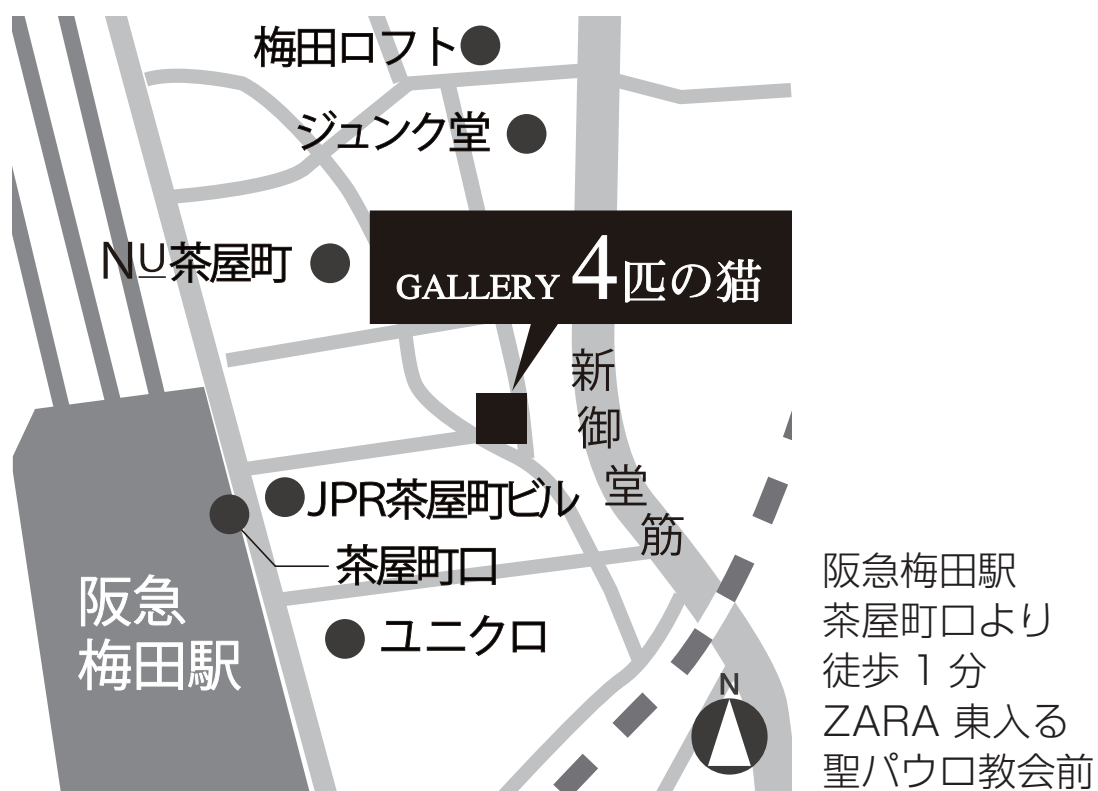 梅田ロフト
ジュンク堂
NU茶屋町
GALLERY 4匹の猫
新御堂筋
JPR茶屋町ビル
茶屋町口
阪急
梅田駅
ユニクロ
N
阪急梅田駅
茶屋町口より
徒歩 1 分
ZARA 東入る
聖パウロ教会前